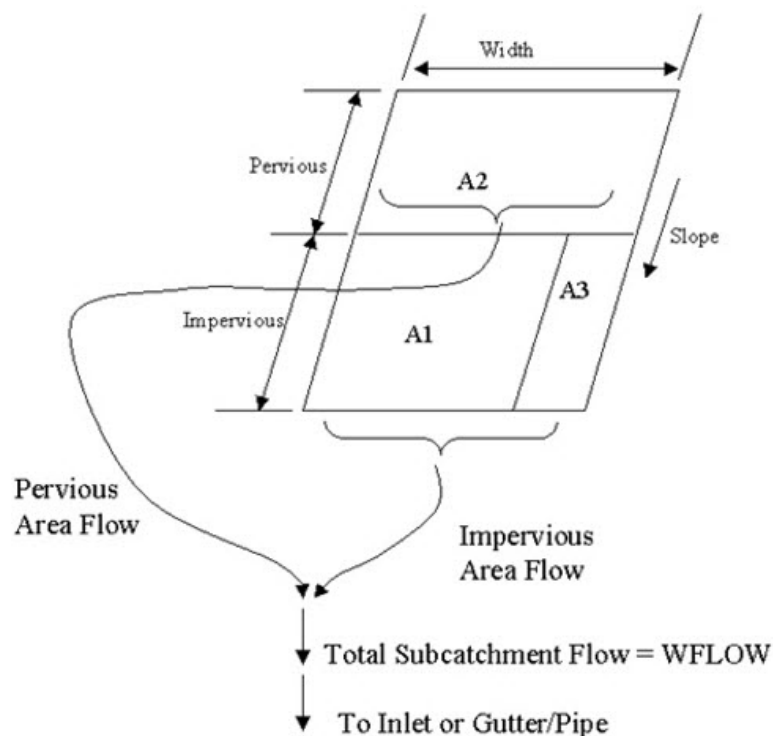 Width
Pervious
A2
Slope
A3
Impervious
A1
Pervious
Area Flow
Impervious
Area Flow
Total Subcatchment Flow = WFLOW
To Inlet or Gutter/Pipe